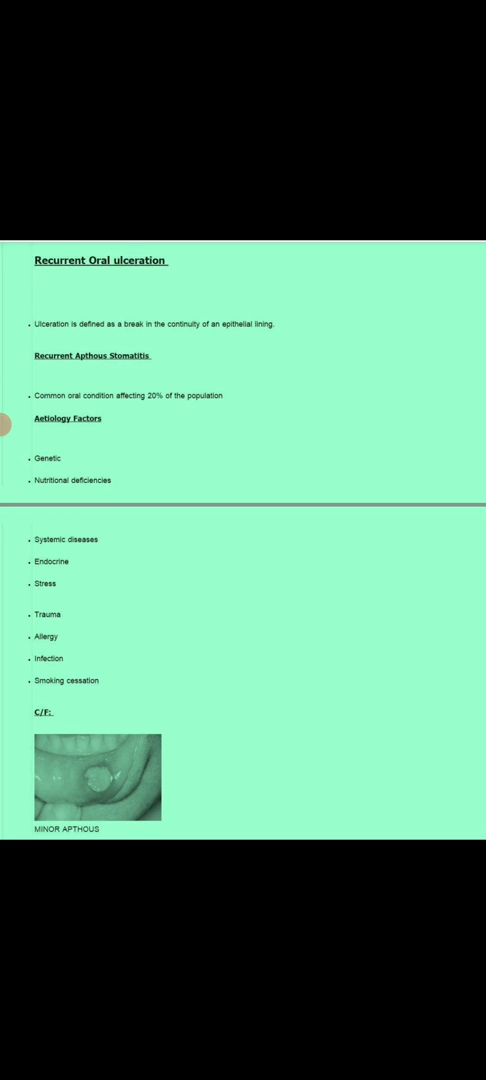 Recurrent Oral ulceration
• Ulceration is defined as a break in the continuity of an epithelial lining.
Recurrent Apthous Stomatitis
• Common oral condition affecting 20% of the population
Aetiology Factors
• Genetic
• Nutritional deficiencies
• Systemic diseases
• Endocrine
• Stress
• Trauma
• Allergy
• Infection
• Smoking cessation
C/F:
MINOR APTHOUS